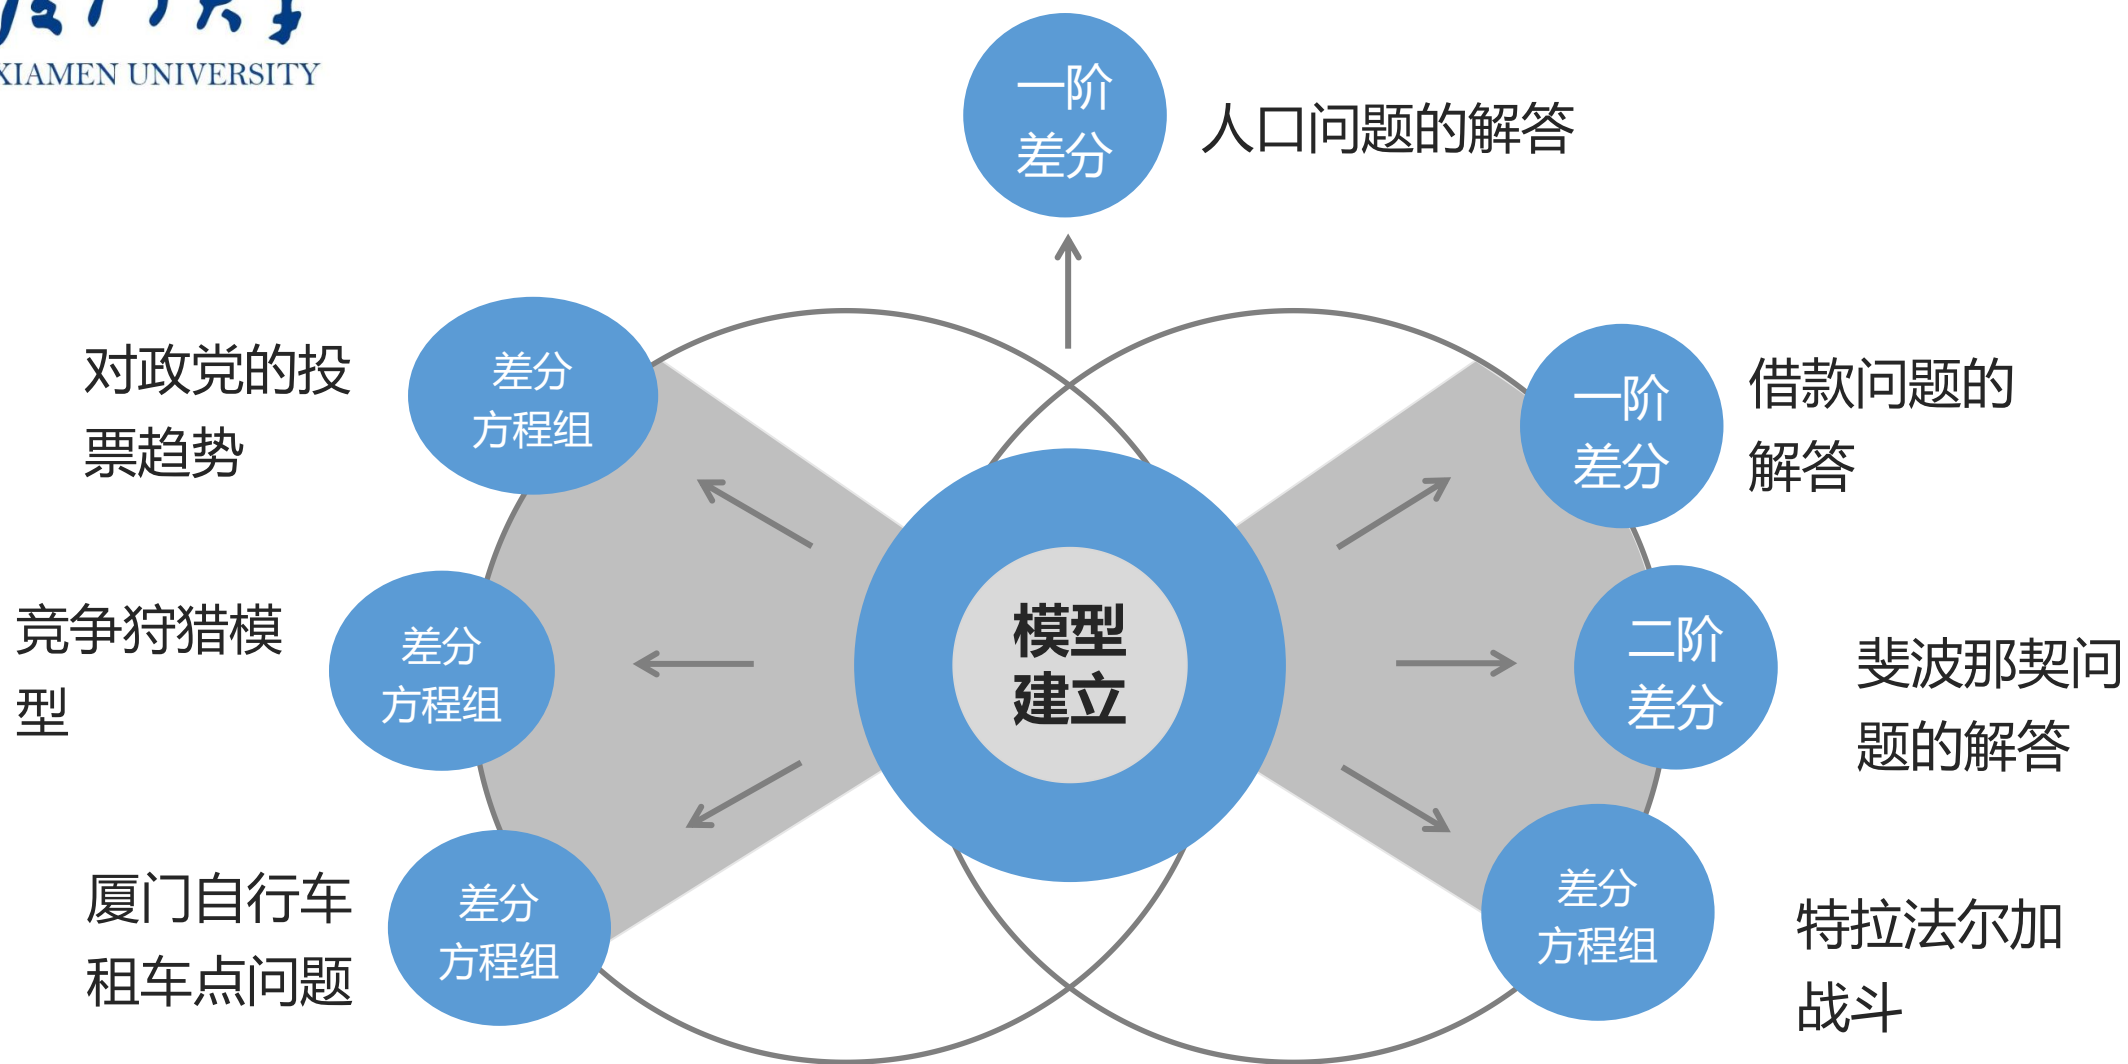 XIAMEN UNIVERSITY
一阶
差分
人口问题的解答
对政党的投
票趋势
差分
方程组
一阶
差分
借款问题的
解答
竞争狩猎模
型
差分
方程组
模型
建立
二阶
差分
斐波那契问
题的解答
厦门自行车
租车点问题
差分
方程组
差分
方程组
特拉法尔加
战斗